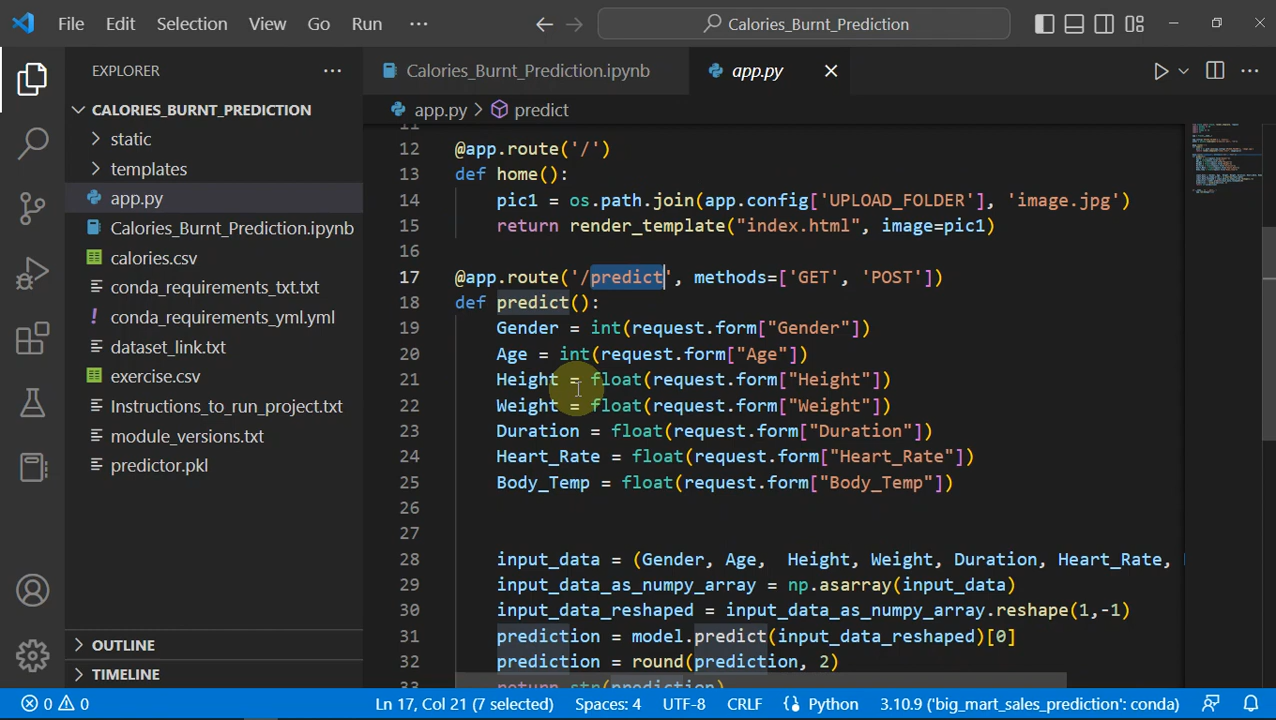 File Edit Selection View Go Run ··· Calories_Burnt_Prediction
EXPLORER ···
Calories_Burnt_Prediction.ipynb app.py
CALORIES_BURNT_PREDICTION
static
templates
app.py
Calories_Burnt_Prediction.ipynb
calories.csv
conda_requirements_txt.txt
conda_requirements_yml.yml
dataset_link.txt
exercise.csv
Instructions_to_run_project.txt
module_versions.txt
predictor.pkl
OUTLINE
TIMELINE
app.py > predict
11
12 @app.route('/')
13 def home():
14 pic1 = os.path.join(app.config['UPLOAD_FOLDER'], 'image.jpg')
15 return render_template("index.html", image=pic1)
16
17 @app.route('/predict', methods=['GET', 'POST'])
18 def predict():
19 Gender = int(request.form["Gender"])
20 Age = int(request.form["Age"])
21 Height = float(request.form["Height"])
22 Weight = float(request.form["Weight"])
23 Duration = float(request.form["Duration"])
24 Heart_Rate = float(request.form["Heart_Rate"])
25 Body_Temp = float(request.form["Body_Temp"])
26
27
28 input_data = (Gender, Age,  Height, Weight, Duration, Heart_Rate,
29 input_data_as_numpy_array = np.asarray(input_data)
30 input_data_reshaped = input_data_as_numpy_array.reshape(1,-1)
31 prediction = model.predict(input_data_reshaped)[0]
32 prediction = round(prediction, 2)
33 return str(prediction)
0 0 Ln 17, Col 21 (7 selected) Spaces: 4 UTF-8 CRLF Python 3.10.9 ('big_mart_sales_prediction': conda)